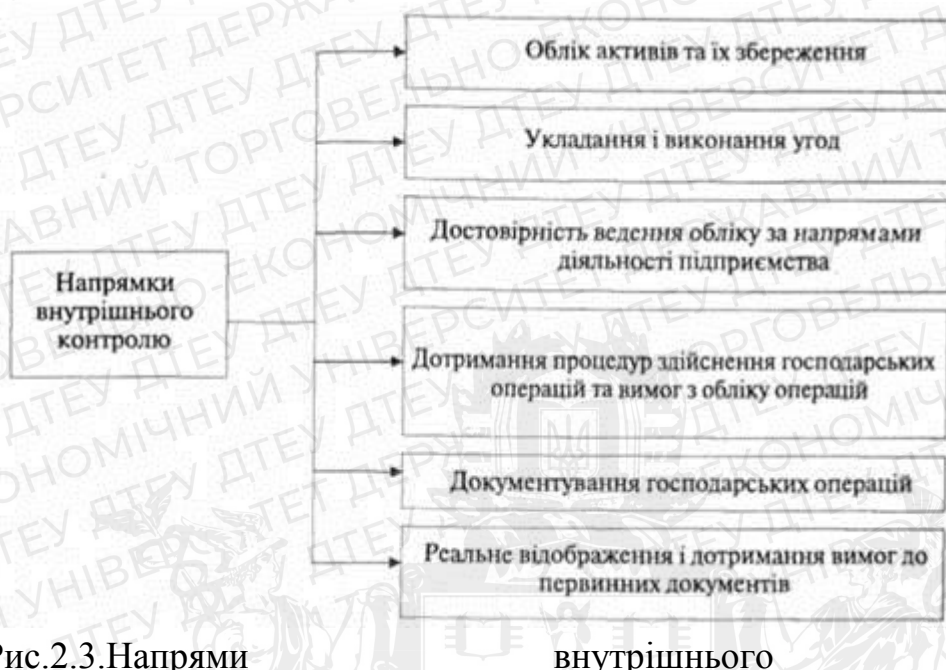 Облік активів та їх збереження
Укладання і виконання угод
Достовірність ведення обліку за напрямами
діяльності підприємства
Напрямки
внутрішнього
контролю
Дотримання процедур здійснення господарських
операцій та вимог з обліку операцій
Документування господарських операцій
Реальне відображення і дотримання вимог до
первинних документів
Рис.2.3.Напрями внутрішнього